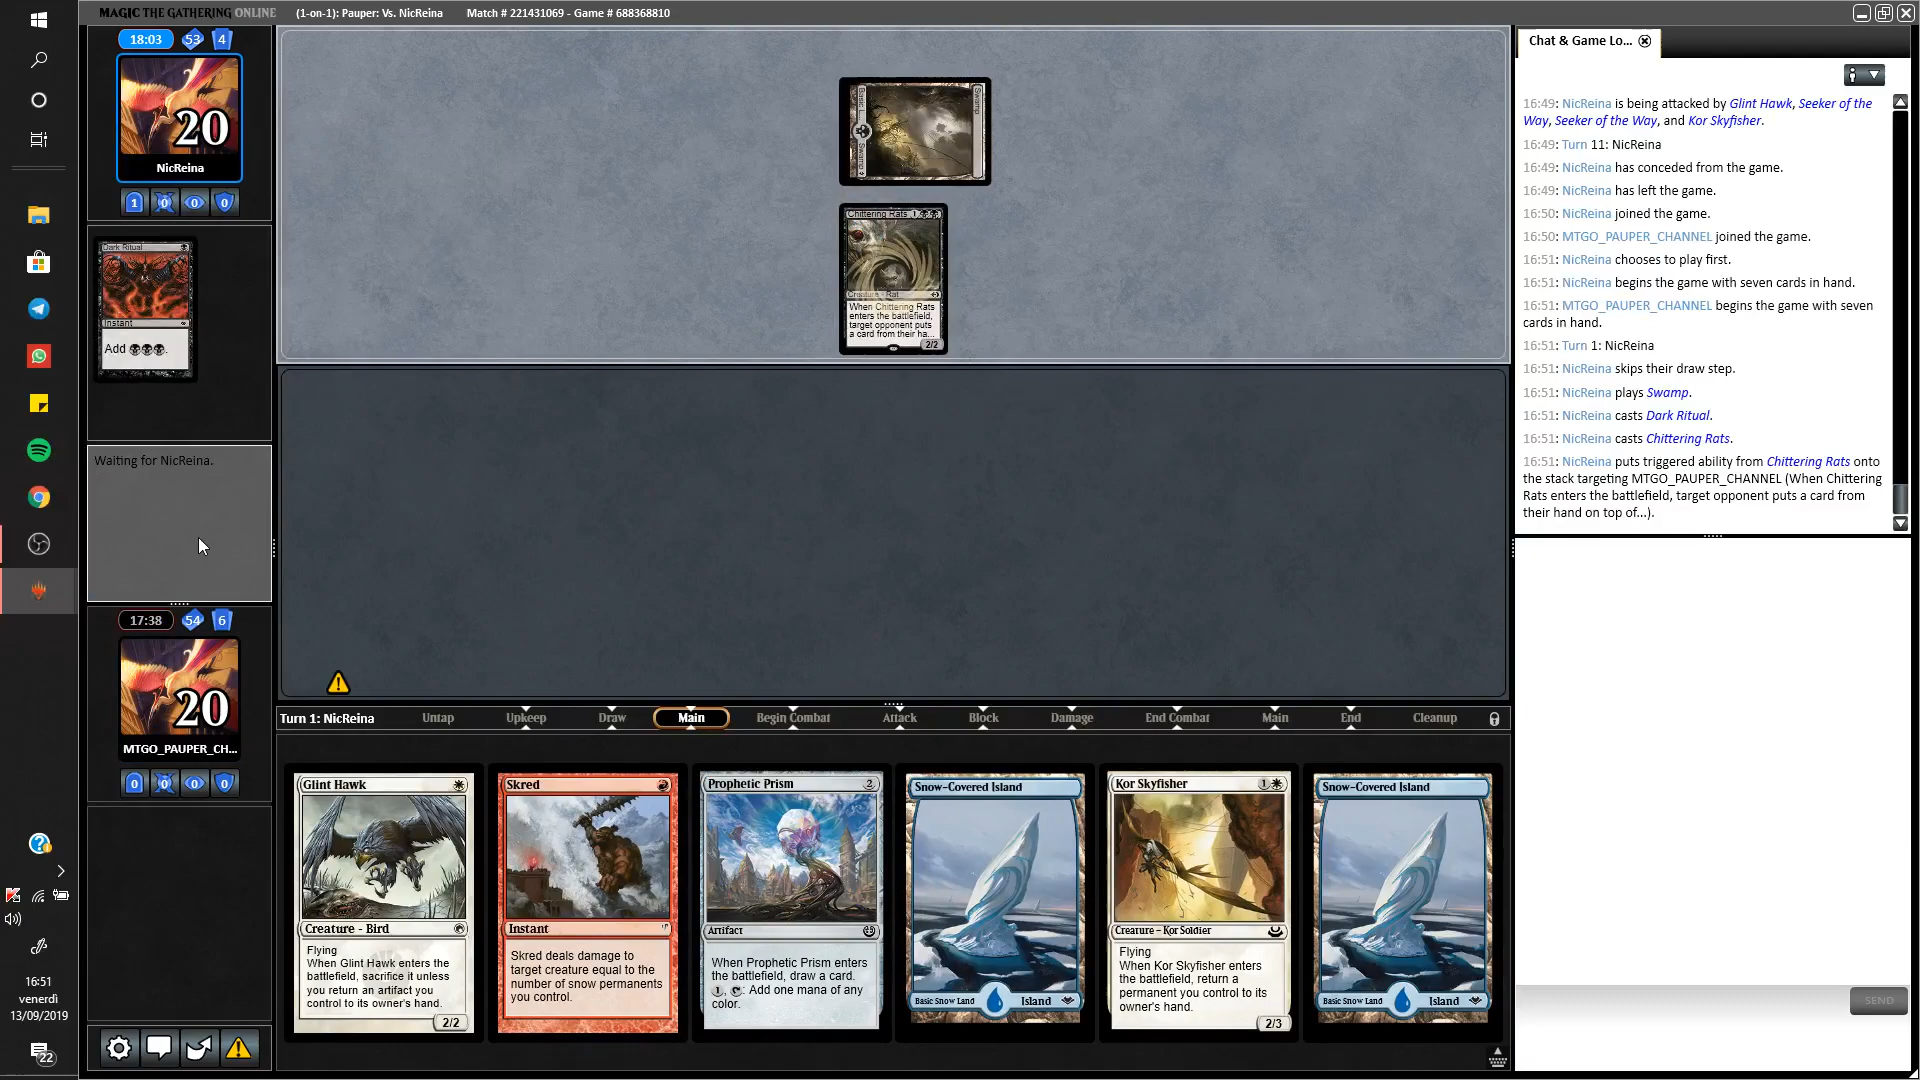 MAGIC THE GATHERING ONLINE (1-on-1): Pauper: Vs. NicReina Match # 221431069 - Game # 688368810
18:03 53 4
20
NicReina
1 0 0 0
Dark Ritual
Instant
Add
Waiting for NicReina.
17:38 54 6
20
MTGO_PAUPER_CH...
0 0 0 0
Basic L...
Swamp
Swamp
Chittering Rats 1
Creature - Rat
When Chittering Rats
enters the battlefield,
target opponent puts
a card from their ha...
2/2
Turn 1: NicReina Untap Upkeep Draw Main Begin Combat Attack Block Damage End Combat Main End Cleanup
Glint Hawk
Creature - Bird
Flying
When Glint Hawk enters the
battlefield, sacrifice it unless
you return an artifact you
control to its owner's hand.
2/2
Skred
Instant
Skred deals damage to
target creature equal to the
number of snow permanents
you control.
Prophetic Prism 2
Artifact
When Prophetic Prism enters
the battlefield, draw a card.
1, : Add one mana of any
color.
Snow-Covered Island
Basic Snow Land Island
Kor Skyfisher 1
Creature - Kor Soldier
Flying
When Kor Skyfisher enters
the battlefield, return a
permanent you control to its
owner's hand.
2/3
Snow-Covered Island
Basic Snow Land Island
Chat & Game Lo...
16:49: NicReina is being attacked by Glint Hawk, Seeker of the
Way, Seeker of the Way, and Kor Skyfisher.
16:49: Turn 11: NicReina
16:49: NicReina has conceded from the game.
16:49: NicReina has left the game.
16:50: NicReina joined the game.
16:50: MTGO_PAUPER_CHANNEL joined the game.
16:51: NicReina chooses to play first.
16:51: NicReina begins the game with seven cards in hand.
16:51: MTGO_PAUPER_CHANNEL begins the game with seven
cards in hand.
16:51: Turn 1: NicReina
16:51: NicReina skips their draw step.
16:51: NicReina plays Swamp.
16:51: NicReina casts Dark Ritual.
16:51: NicReina casts Chittering Rats.
16:51: NicReina puts triggered ability from Chittering Rats onto
the stack targeting MTGO_PAUPER_CHANNEL (When Chittering
Rats enters the battlefield, target opponent puts a card from
their hand on top of...).
SEND
16:51
venerdì
13/09/2019
22